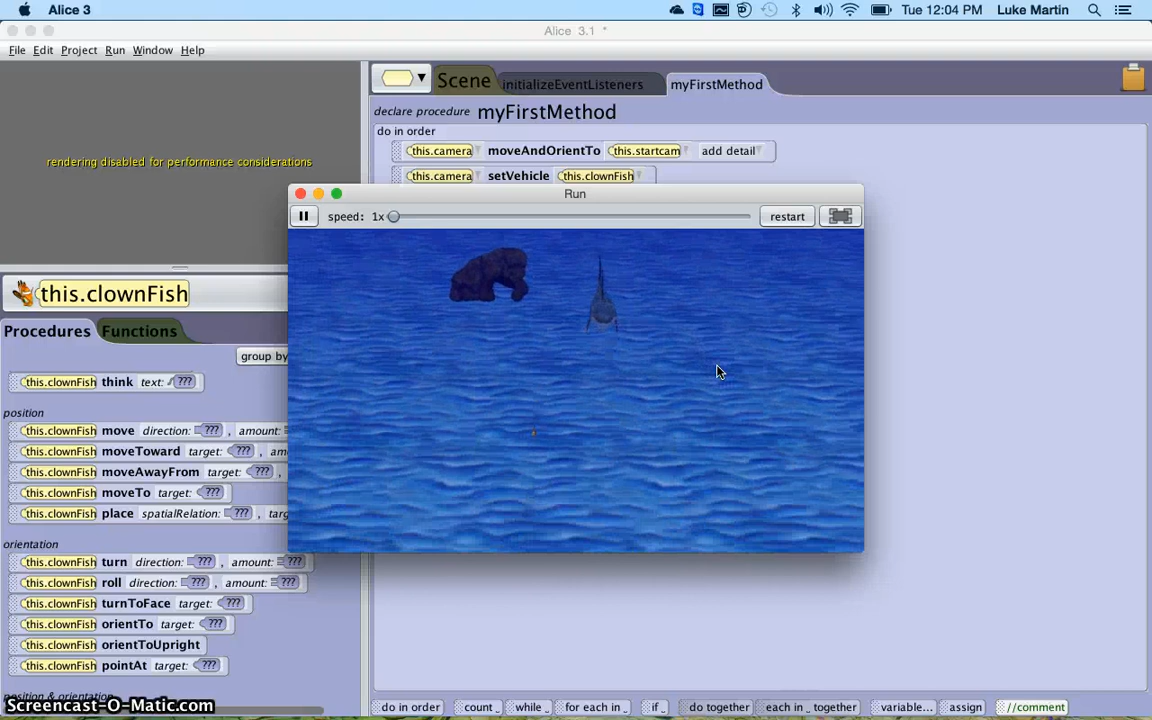 Alice 3 Tue 12:04 PM Luke Martin
Alice 3.1 *
File Edit Project Run Window Help
rendering disabled for performance considerations
Scene initializeEventListeners myFirstMethod
declare procedure myFirstMethod
do in order
this.camera moveAndOrientTo this.startcam add detail
this.camera setVehicle this.clownFish
Run
speed: 1x restart
this.clownFish
Procedures Functions
group by
this.clownFish think text: ???
position
this.clownFish move direction: ??? , amount:
this.clownFish moveToward target: ??? , am
this.clownFish moveAwayFrom target: ??? ,
this.clownFish moveTo target: ???
this.clownFish place spatialRelation: ??? , targ
orientation
this.clownFish turn direction: ??? , amount: ???
this.clownFish roll direction: ??? , amount: ???
this.clownFish turnToFace target: ???
this.clownFish orientTo target: ???
this.clownFish orientToUpright
this.clownFish pointAt target: ???
position & orientation
Screencast-O-Matic.com
do in order count while for each in if do together each in together variable... assign //comment